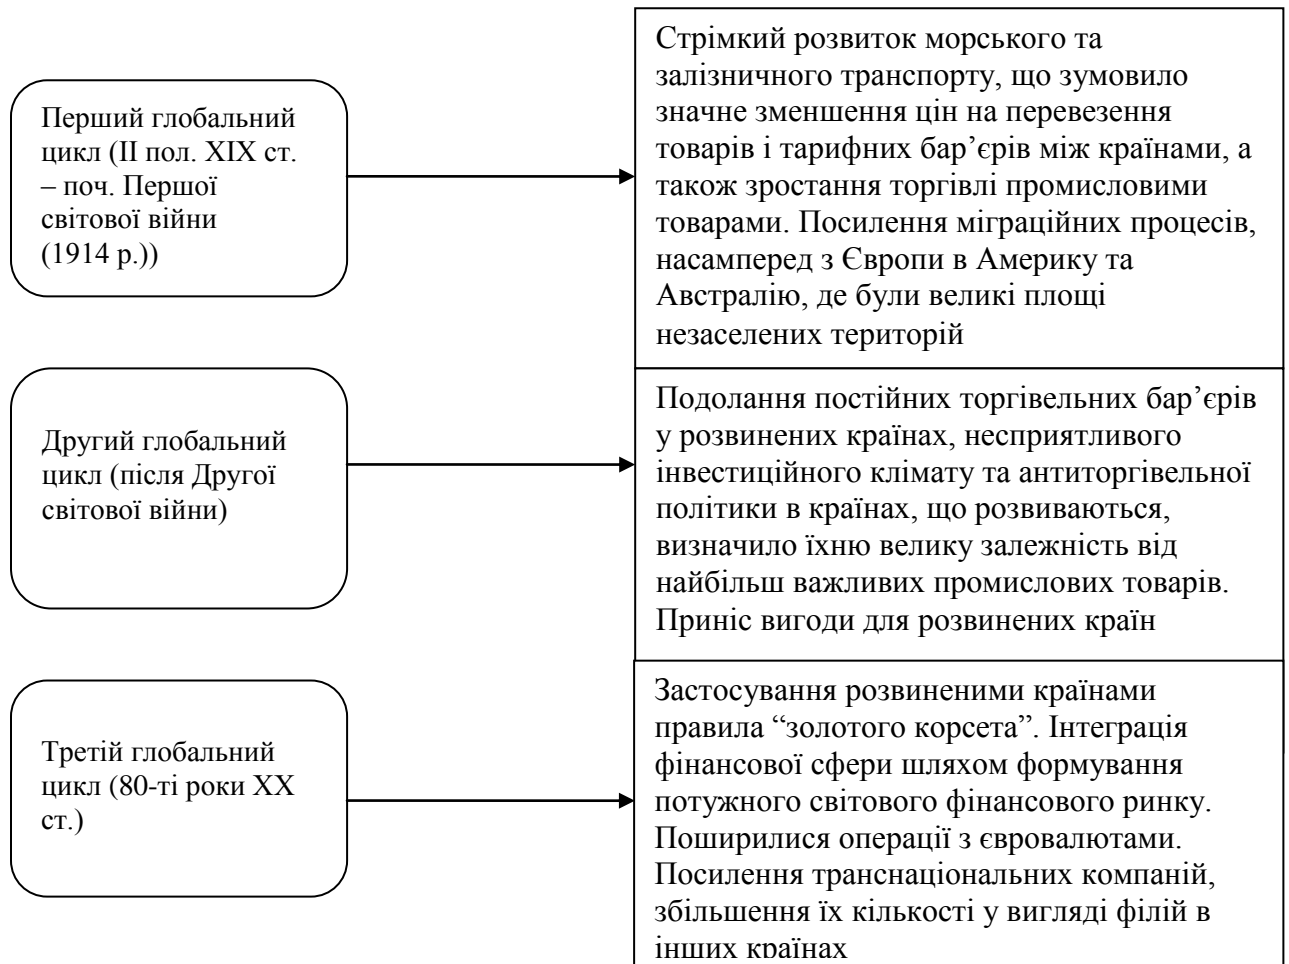 Перший глобальний
цикл (II пол. XIX ст.
– поч. Першої
світової війни
(1914 р.))
Стрімкий розвиток морського та
залізничного транспорту, що зумовило
значне зменшення цін на перевезення
товарів і тарифних бар’єрів між країнами, а
також зростання торгівлі промисловими
товарами. Посилення міграційних процесів,
насамперед з Європи в Америку та
Австралію, де були великі площі
незаселених територій
Другий глобальний
цикл (після Другої
світової війни)
Подолання постійних торгівельних бар’єрів
у розвинених країнах, несприятливого
інвестиційного клімату та антиторгівельної
політики в країнах, що розвиваються,
визначило їхню велику залежність від
найбільш важливих промислових товарів.
Приніс вигоди для розвинених країн
Третій глобальний
цикл (80-ті роки XX
ст.)
Застосування розвиненими країнами
правила “золотого корсета”. Інтеграція
фінансової сфери шляхом формування
потужного світового фінансового ринку.
Поширилися операції з євровалютами.
Посилення транснаціональних компаній,
збільшення їх кількості у вигляді філій в
інших країнах